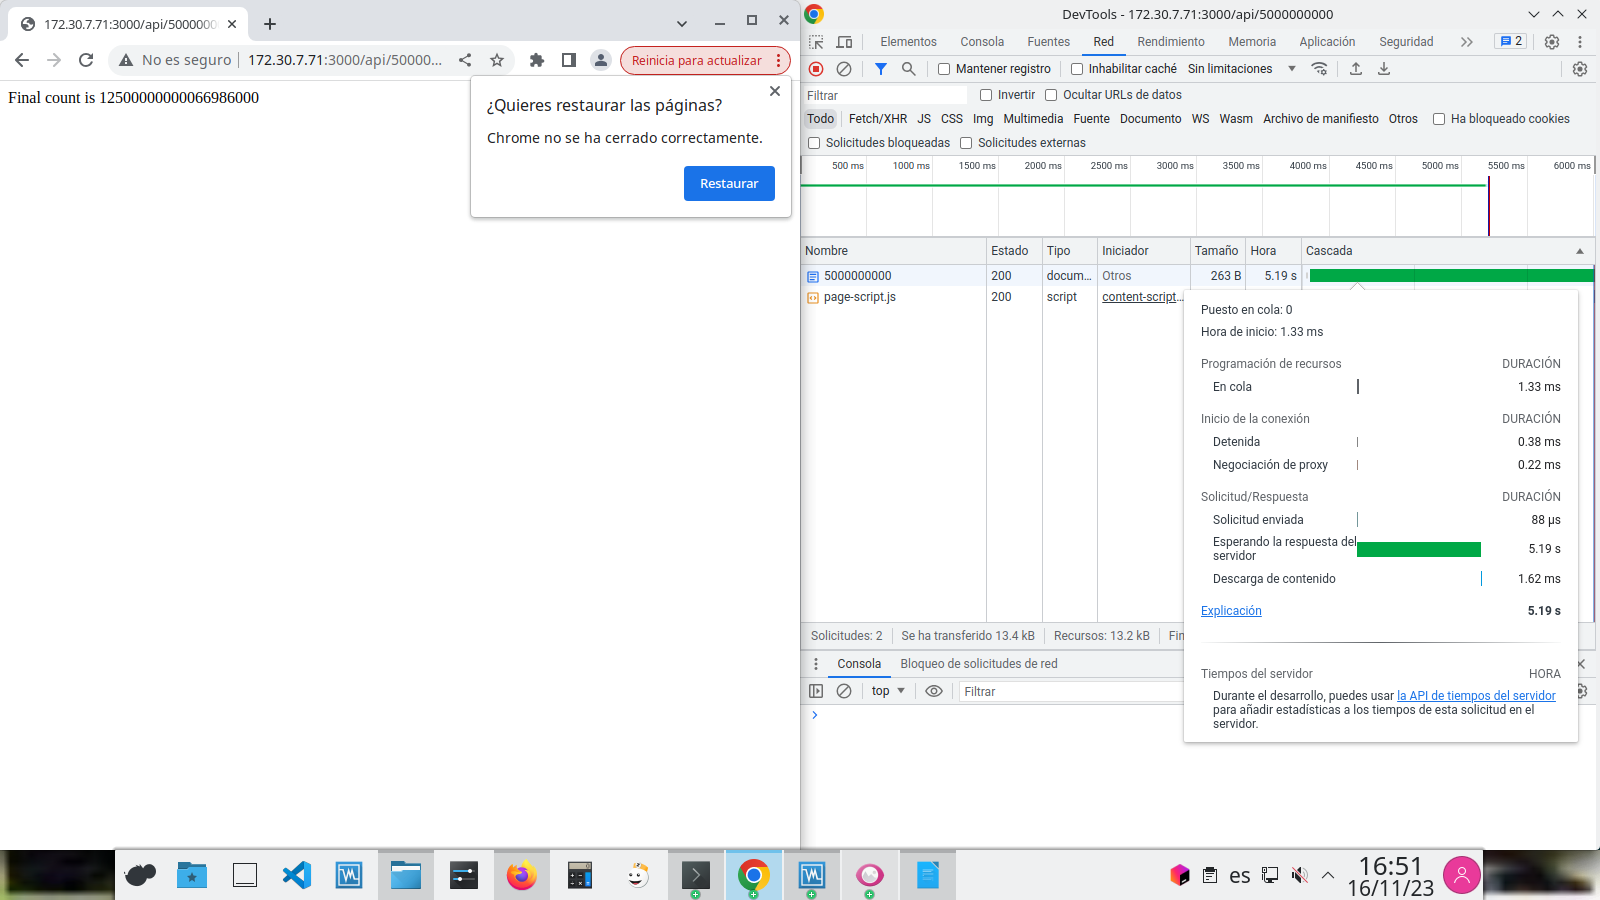 172.30.7.71:3000/api/5000000
No es seguro
172.30.7.71:3000/api/50000...
Reinicia para actualizar
Final count is 12500000000066986000
¿Quieres restaurar las páginas?
Chrome no se ha cerrado correctamente.
Restaurar
DevTools - 172.30.7.71:3000/api/5000000000
Elementos Consola Fuentes Red Rendimiento Memoria Aplicación Seguridad 2
Mantener registro Inhabilitar caché Sin limitaciones
Filtrar Invertir Ocultar URLs de datos
Todo Fetch/XHR JS CSS Img Multimedia Fuente Documento WS Wasm Archivo de manifiesto Otros Ha bloqueado cookies
Solicitudes bloqueadas Solicitudes externas
500 ms 1000 ms 1500 ms 2000 ms 2500 ms 3000 ms 3500 ms 4000 ms 4500 ms 5000 ms 5500 ms 6000 ms
Nombre Estado Tipo Iniciador Tamaño Hora Cascada
5000000000 200 docum... Otros 263 B 5.19 s
page-script.js 200 script content-script...
Puesto en cola: 0
Hora de inicio: 1.33 ms
Programación de recursos DURACIÓN
En cola 1.33 ms
Inicio de la conexión DURACIÓN
Detenida 0.38 ms
Negociación de proxy 0.22 ms
Solicitud/Respuesta DURACIÓN
Solicitud enviada 88 µs
Esperando la respuesta del
servidor 5.19 s
Descarga de contenido 1.62 ms
Explicación 5.19 s
Tiempos del servidor HORA
Durante el desarrollo, puedes usar la API de tiempos del servidor
para añadir estadísticas a los tiempos de esta solicitud en el
servidor.
Solicitudes: 2 Se ha transferido 13.4 kB Recursos: 13.2 kB Fin
Consola Bloqueo de solicitudes de red
top Filtrar
es
16:51
16/11/23